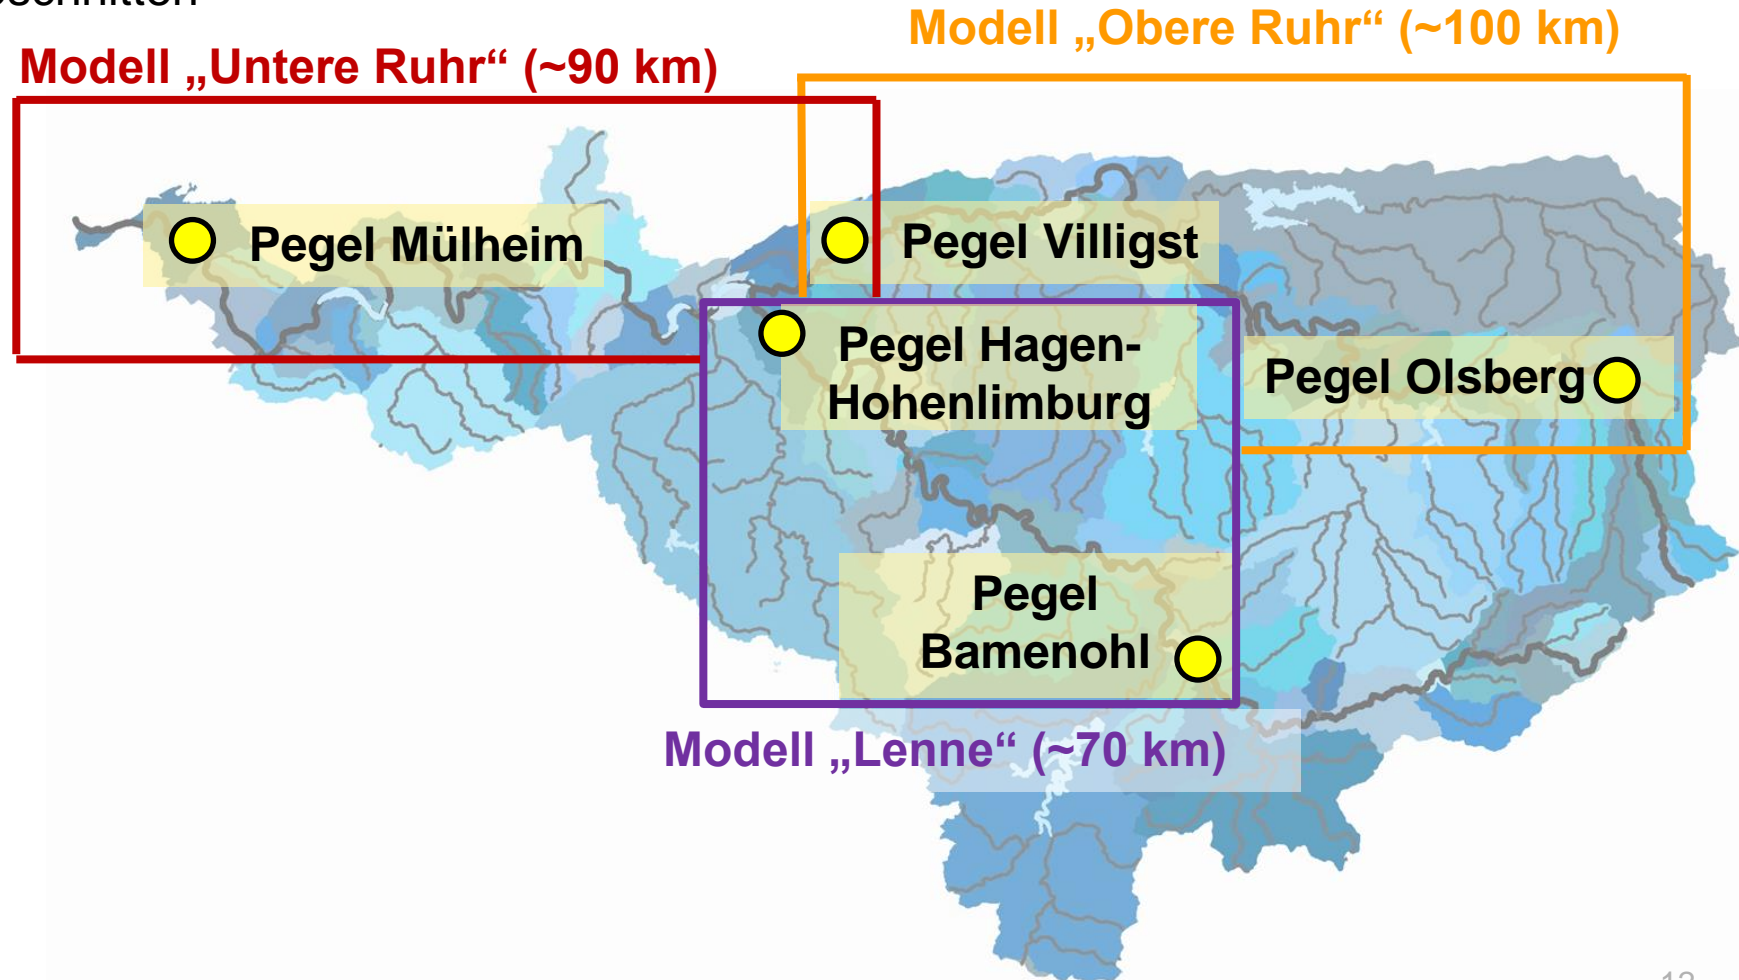 Modell „Obere Ruhr“ (~100 km)
Modell „Untere Ruhr“ (~90 km)
Pegel Mülheim
Pegel Villigst
Pegel Hagen-
Hohenlimburg
Pegel Olsberg
Pegel
Bamenohl
Modell „Lenne“ (~70 km)